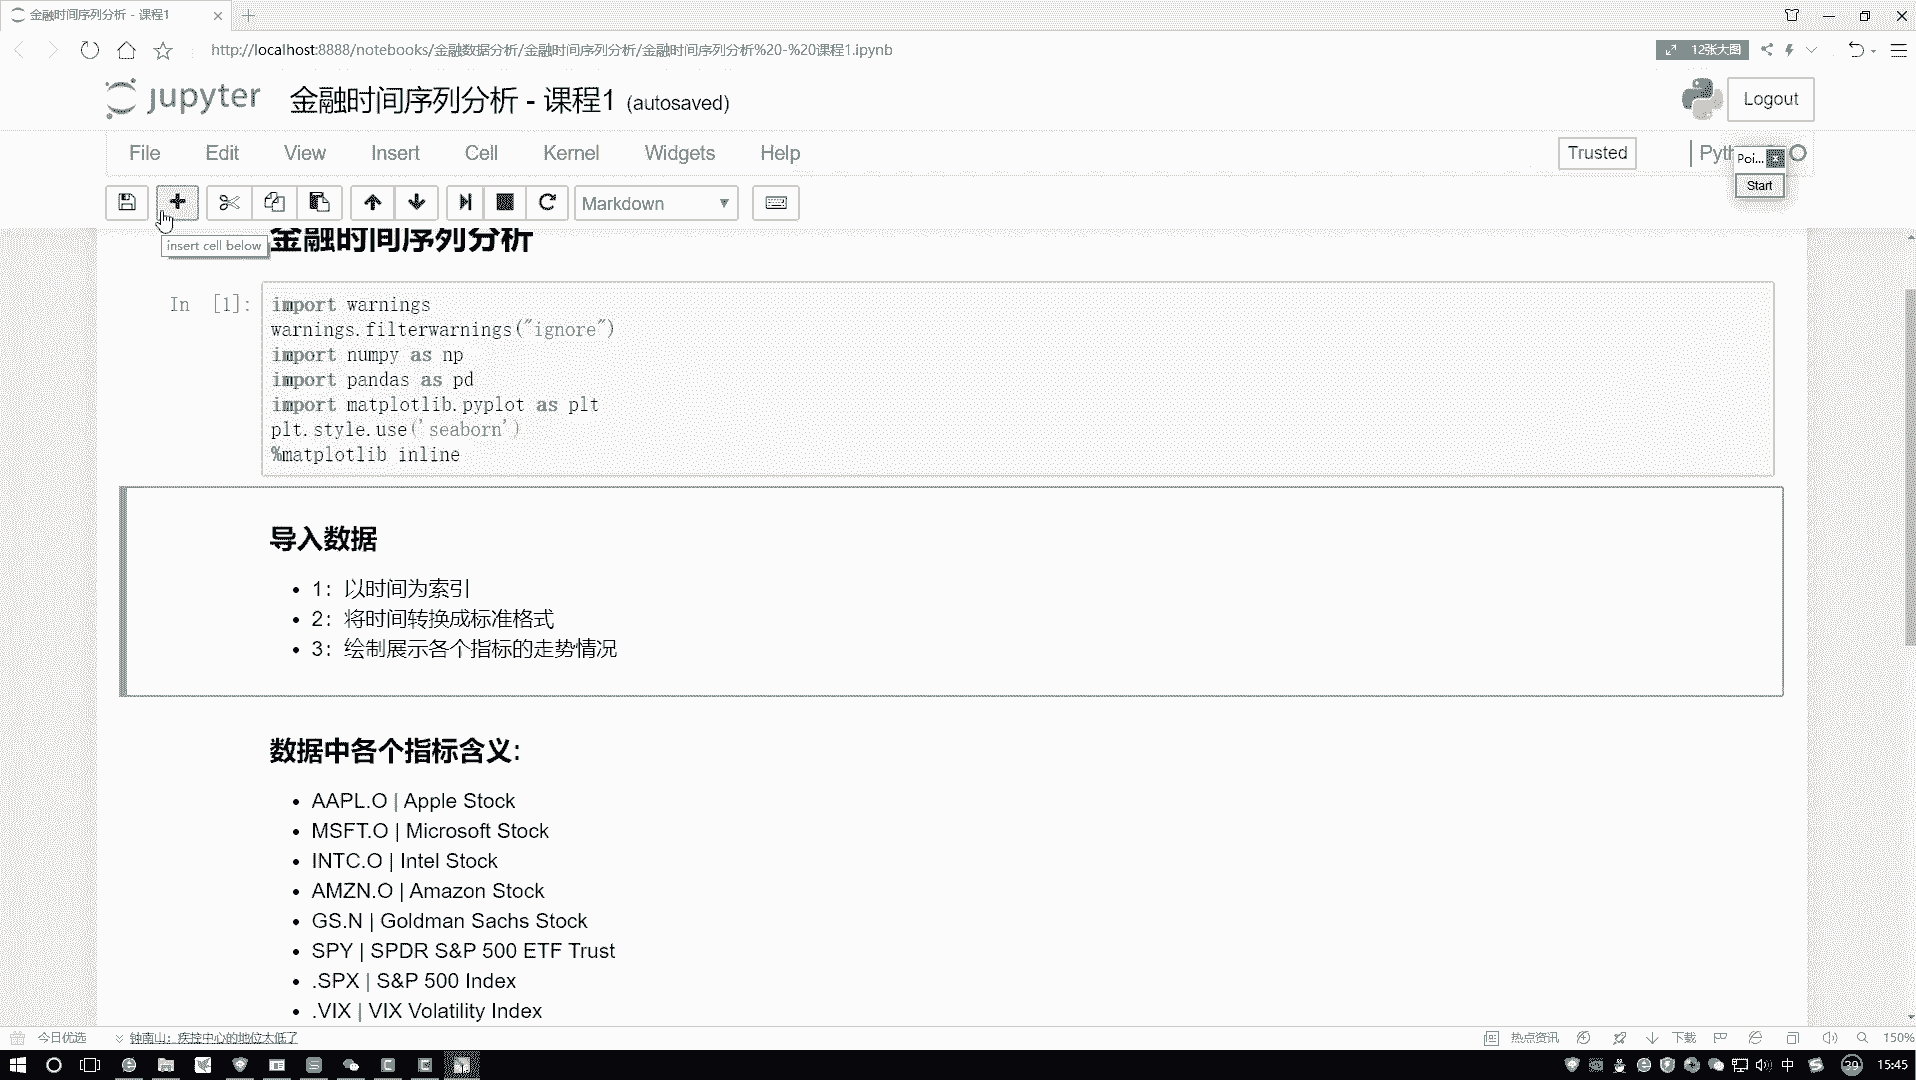 金融时间序列分析 - 课程1
http://localhost:8888/notebooks/金融数据分析/金融时间序列分析/金融时间序列分析%20-%20课程1.ipynb
12张大图
jupyter 金融时间序列分析 - 课程1 (autosaved)
Logout
File Edit View Insert Cell Kernel Widgets Help
Trusted
Pyth
Poi...
Start
Markdown
insert cell below
金融时间序列分析
In [1]:
import warnings
warnings.filterwarnings("ignore")
import numpy as np
import pandas as pd
import matplotlib.pyplot as plt
plt.style.use('seaborn')
%matplotlib inline
导入数据
1：以时间为索引
2：将时间转换成标准格式
3：绘制展示各个指标的走势情况
数据中各个指标含义:
AAPL.O | Apple Stock
MSFT.O | Microsoft Stock
INTC.O | Intel Stock
AMZN.O | Amazon Stock
GS.N | Goldman Sachs Stock
SPY | SPDR S&P 500 ETF Trust
.SPX | S&P 500 Index
.VIX | VIX Volatility Index
今日优选
钟南山：疾控中心的地位太低了
热点资讯
下载
150%
中
39
15:45